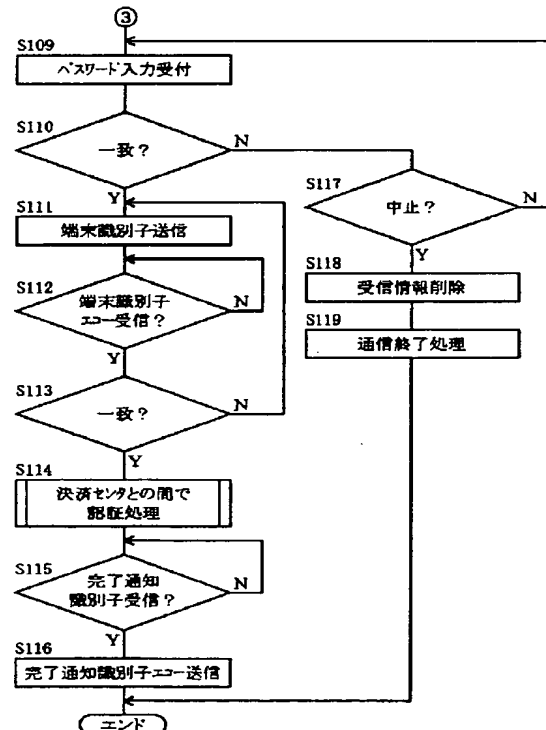 ③
S109
パスワード入力受付
S110
一致？
N
Y
S117
中止？
N
Y
S111
端末識別子送信
S112
端末識別子
エコー受信？
N
Y
S118
受信情報削除
S119
通信終了処理
S113
一致？
N
Y
S114
決済センタとの間で
認証処理
S115
完了通知
識別子受信？
N
Y
S116
完了通知識別子エコー送信
エンド